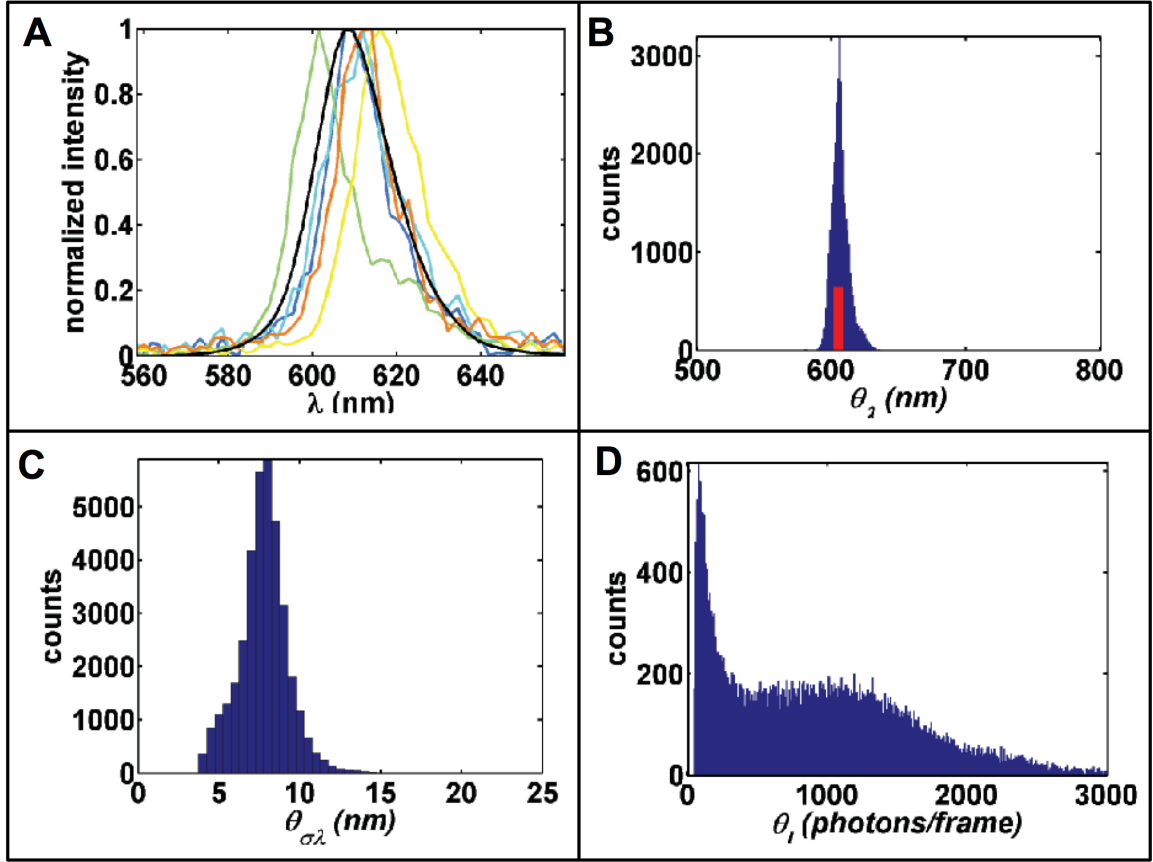 A
normalized intensity
1
0.8
0.6
0.4
0.2
0
560 580 600 620 640
λ (nm)
B
counts
3000
2000
1000
0
500 600 700 800
θ2 (nm)
C
counts
5000
4000
3000
2000
1000
0
0 5 10 15 20 25
θσλ (nm)
D
counts
600
400
200
0
0 1000 2000 3000
θ1 (photons/frame)